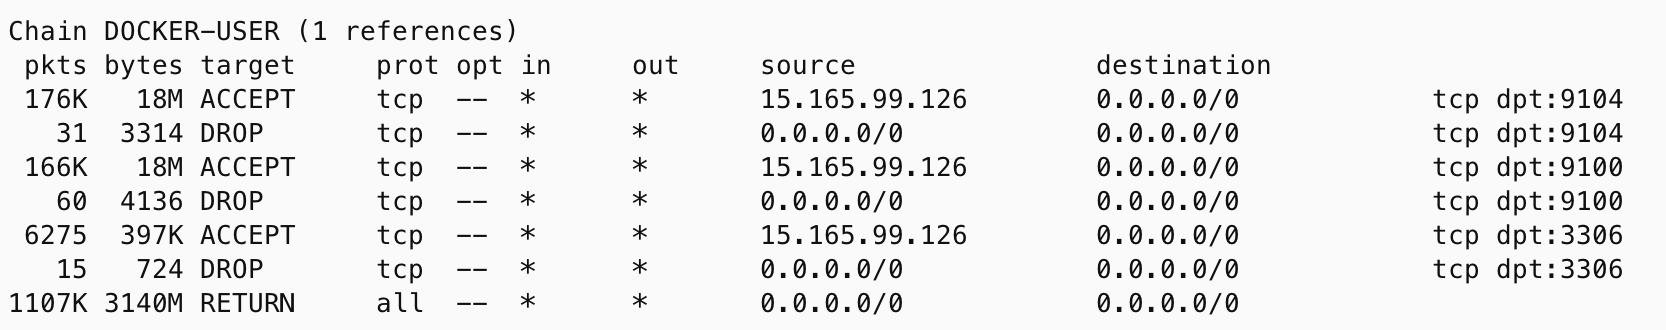 Chain DOCKER-USER (1 references)
 pkts bytes target     prot opt in     out     source               destination
 176K   18M ACCEPT     tcp  --  *      *       15.165.99.126        0.0.0.0/0            tcp dpt:9104
   31  3314 DROP       tcp  --  *      *       0.0.0.0/0            0.0.0.0/0            tcp dpt:9104
 166K   18M ACCEPT     tcp  --  *      *       15.165.99.126        0.0.0.0/0            tcp dpt:9100
   60  4136 DROP       tcp  --  *      *       0.0.0.0/0            0.0.0.0/0            tcp dpt:9100
 6275  397K ACCEPT     tcp  --  *      *       15.165.99.126        0.0.0.0/0            tcp dpt:3306
   15   724 DROP       tcp  --  *      *       0.0.0.0/0            0.0.0.0/0            tcp dpt:3306
1107K 3140M RETURN     all  --  *      *       0.0.0.0/0            0.0.0.0/0